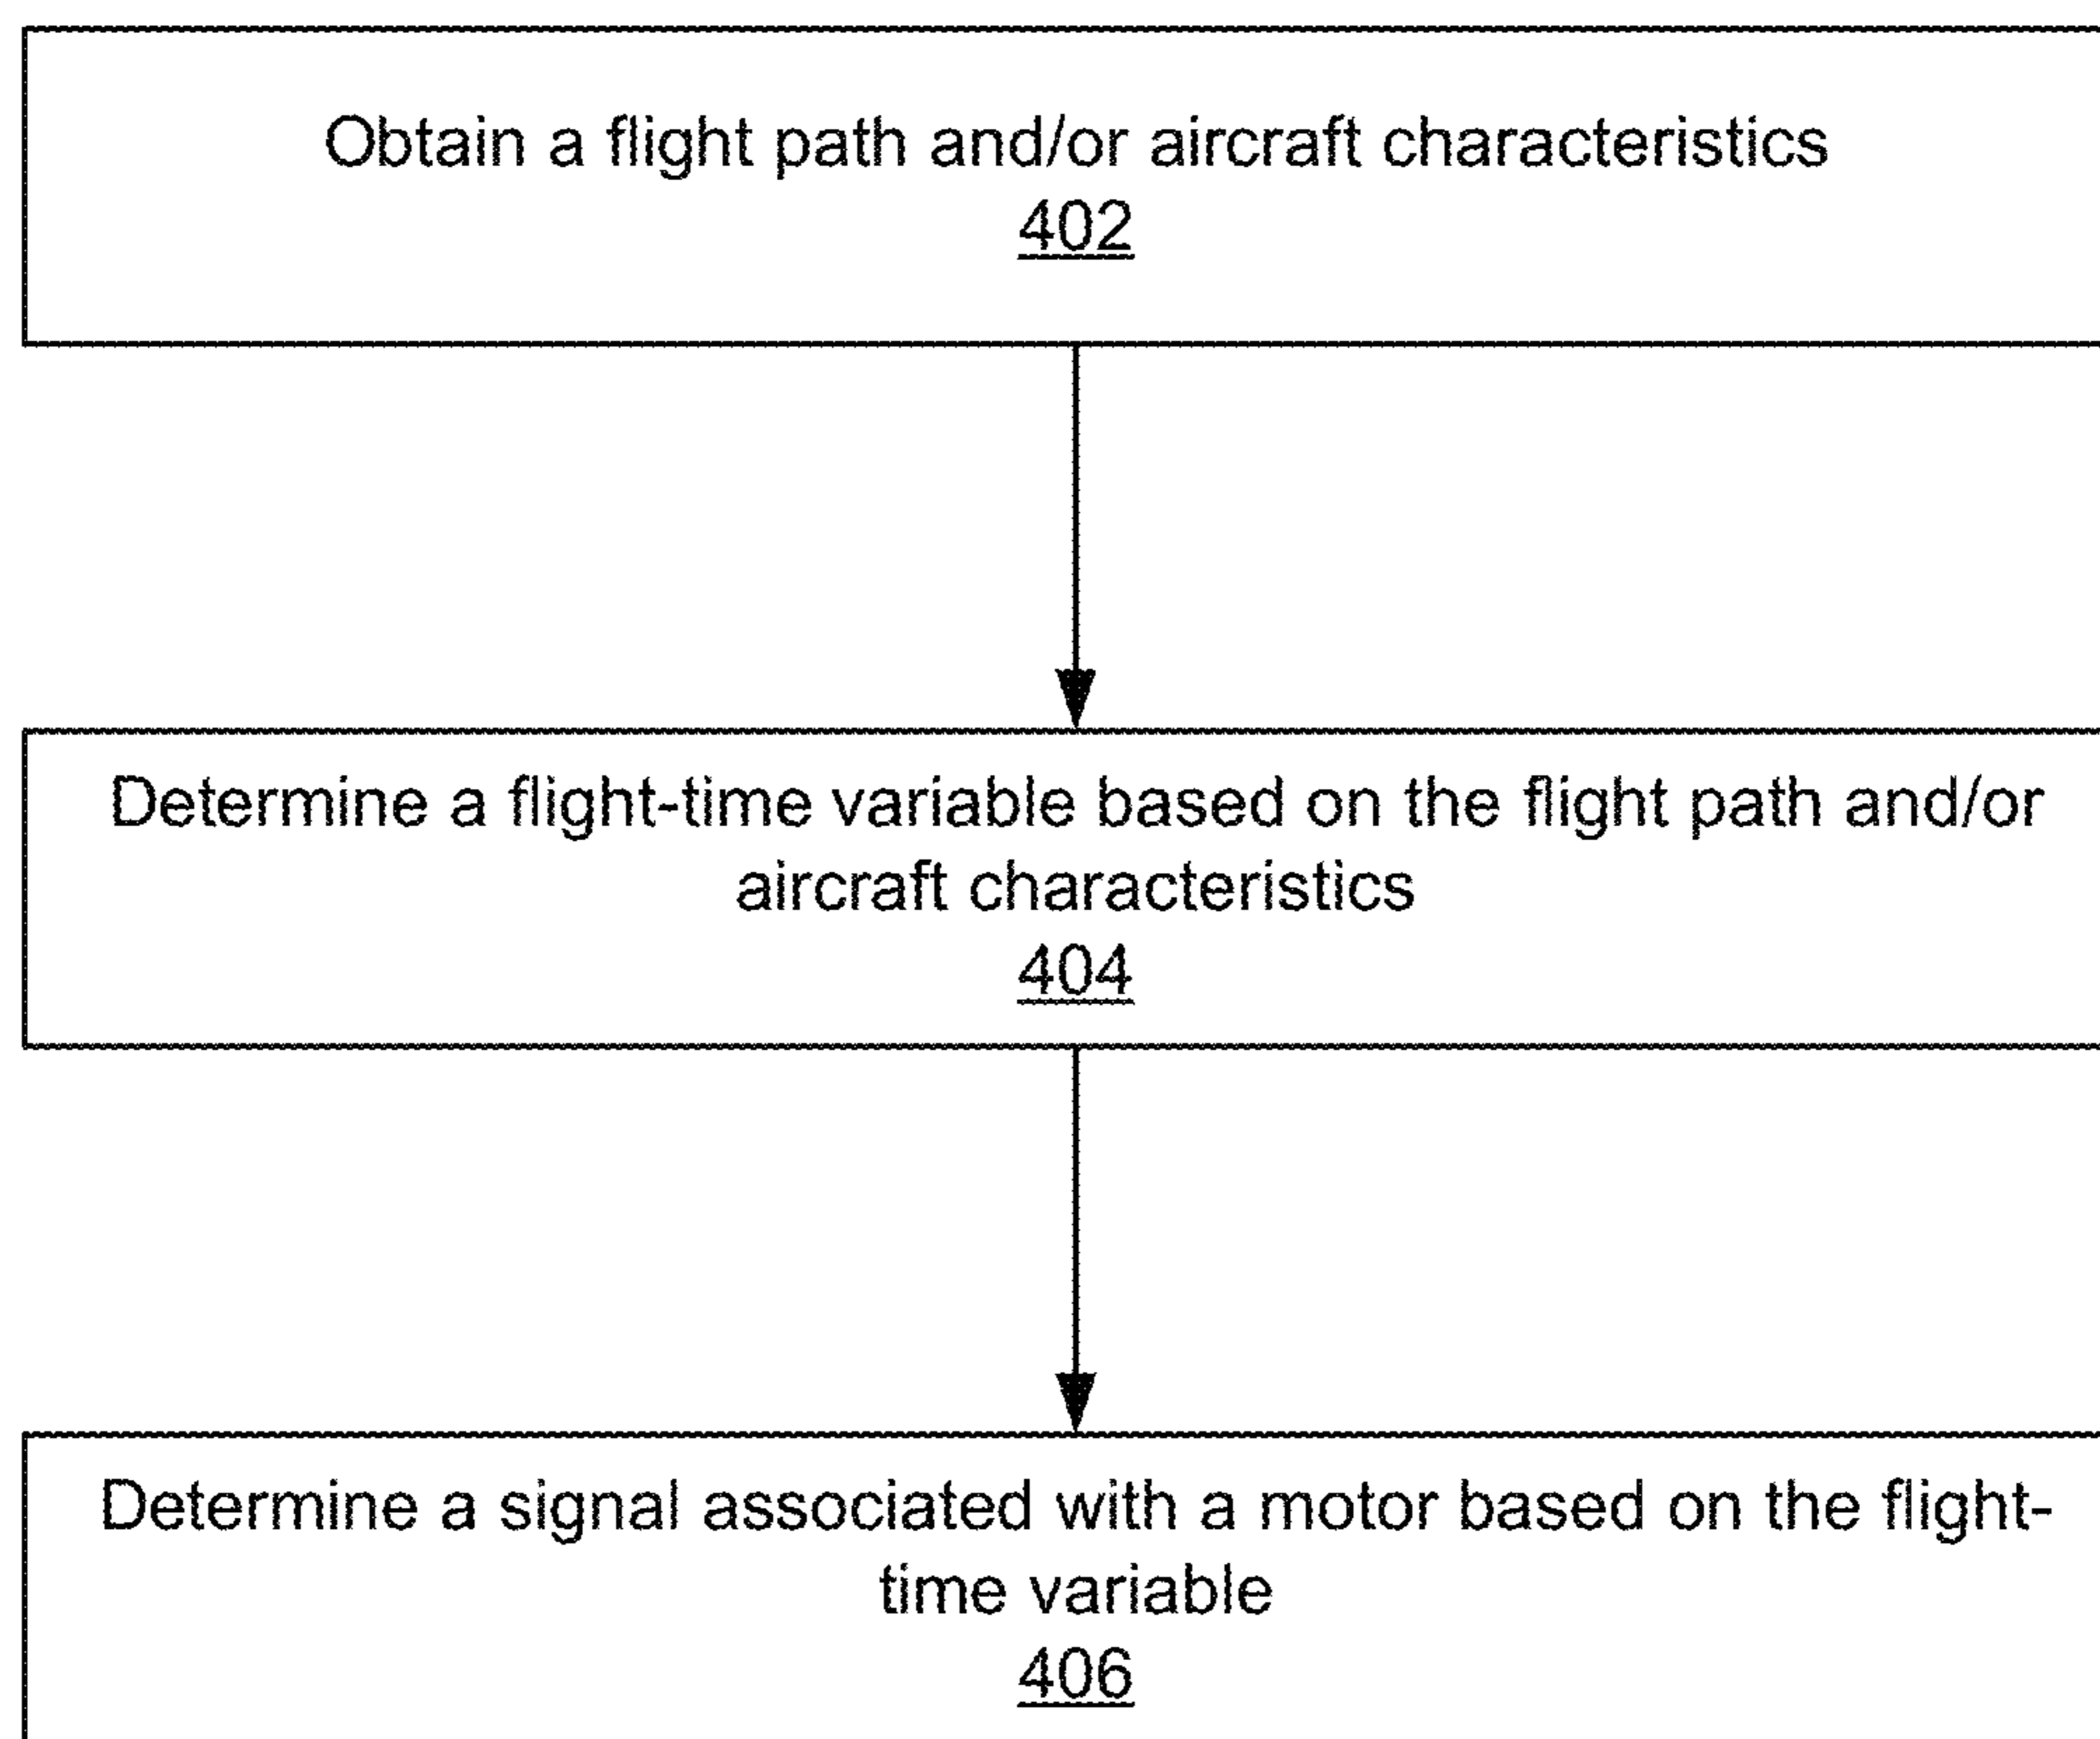 Obtain a flight path and/or aircraft characteristics
402
Determine a flight-time variable based on the flight path and/or
aircraft characteristics
404
Determine a signal associated with a motor based on the flight-
time variable
406